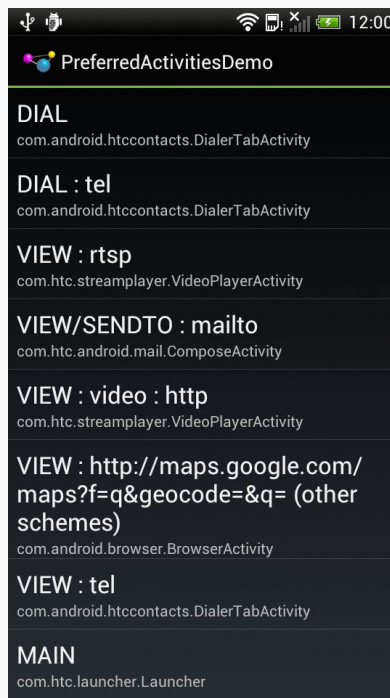 12:00
PreferredActivitiesDemo
DIAL
com.android.htccontacts.DialerTabActivity
DIAL : tel
com.android.htccontacts.DialerTabActivity
VIEW : rtsp
com.htc.streamplayer.VideoPlayerActivity
VIEW/SENDTO : mailto
com.htc.android.mail.ComposeActivity
VIEW : video : http
com.htc.streamplayer.VideoPlayerActivity
VIEW : http://maps.google.com/
maps?f=q&geocode=&q= (other
schemes)
com.android.browser.BrowserActivity
VIEW : tel
com.android.htccontacts.DialerTabActivity
MAIN
com.htc.launcher.Launcher